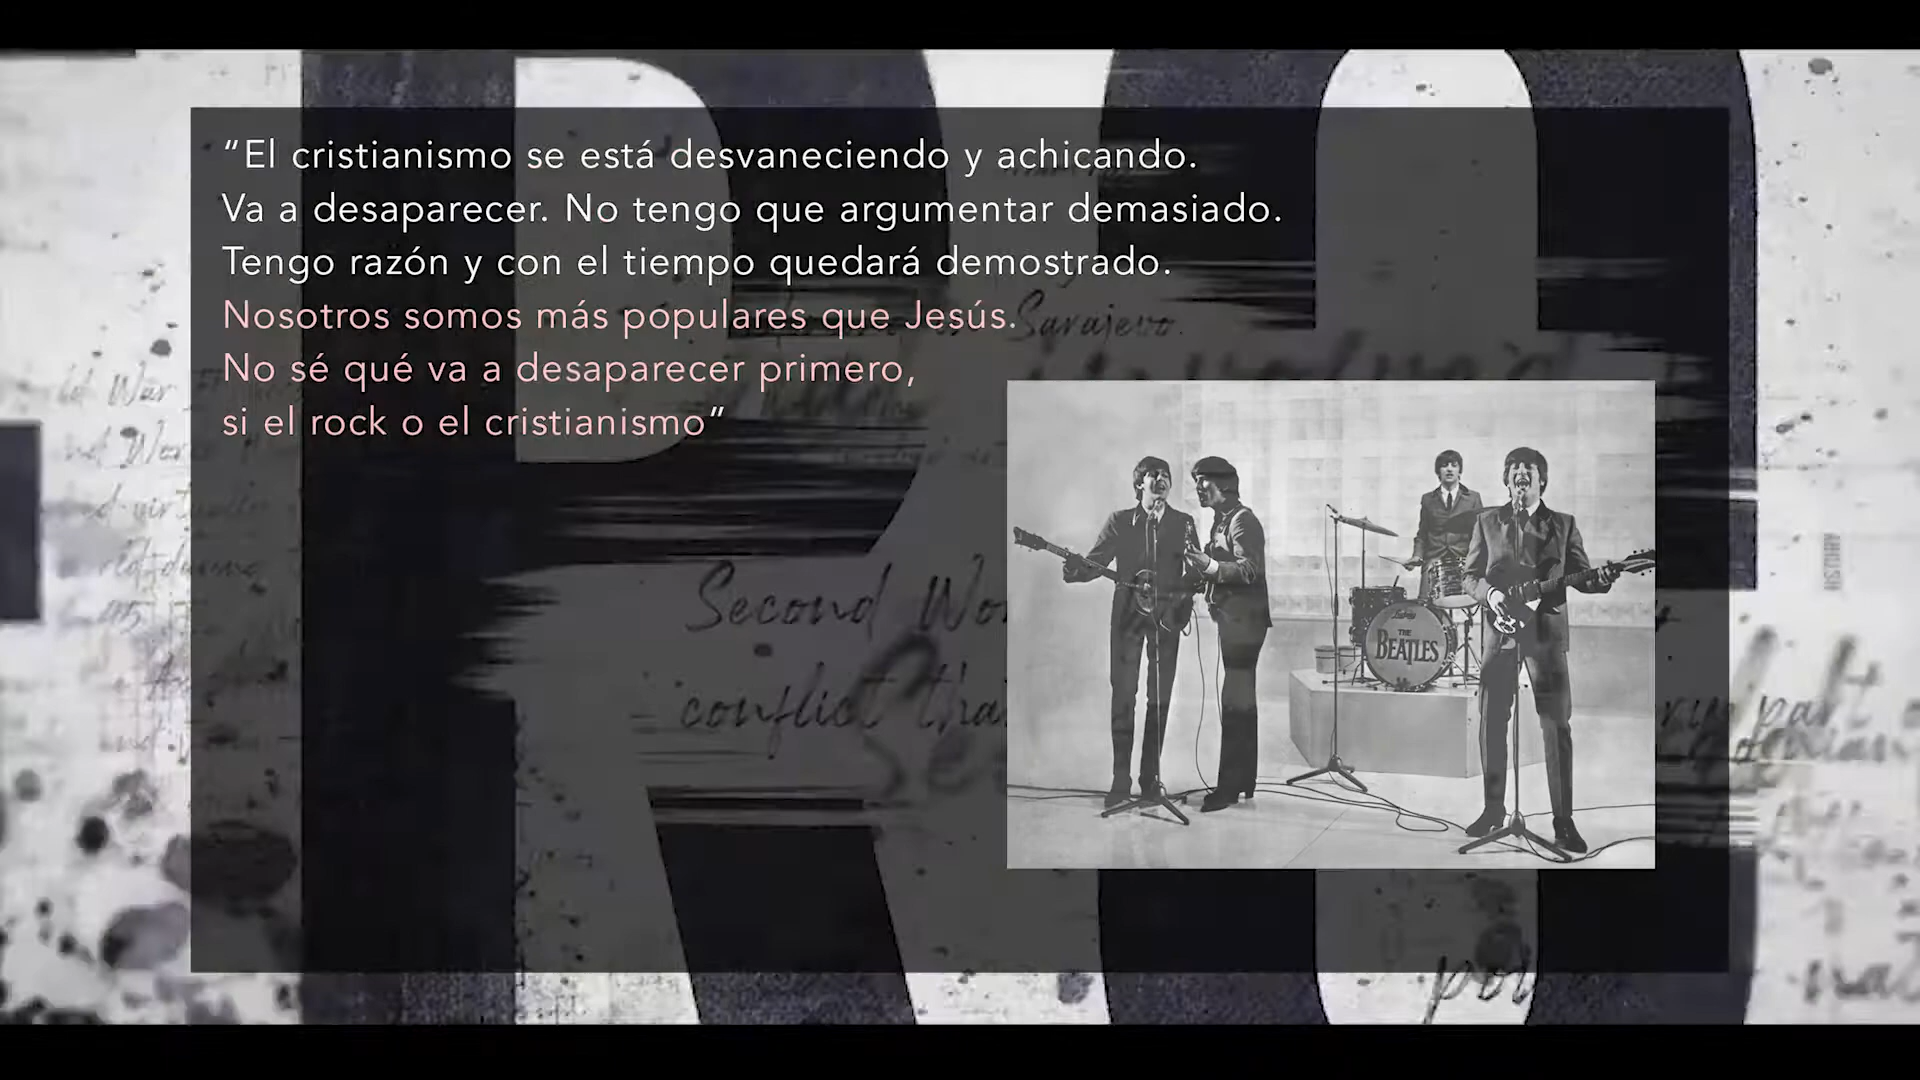 “El cristianismo se está desvaneciendo y achicando.
Va a desaparecer. No tengo que argumentar demasiado.
Tengo razón y con el tiempo quedará demostrado.
Nosotros somos más populares que Jesús.
No sé qué va a desaparecer primero,
si el rock o el cristianismo”
Sarajevo.
Second
conflict
THE
BEATLES